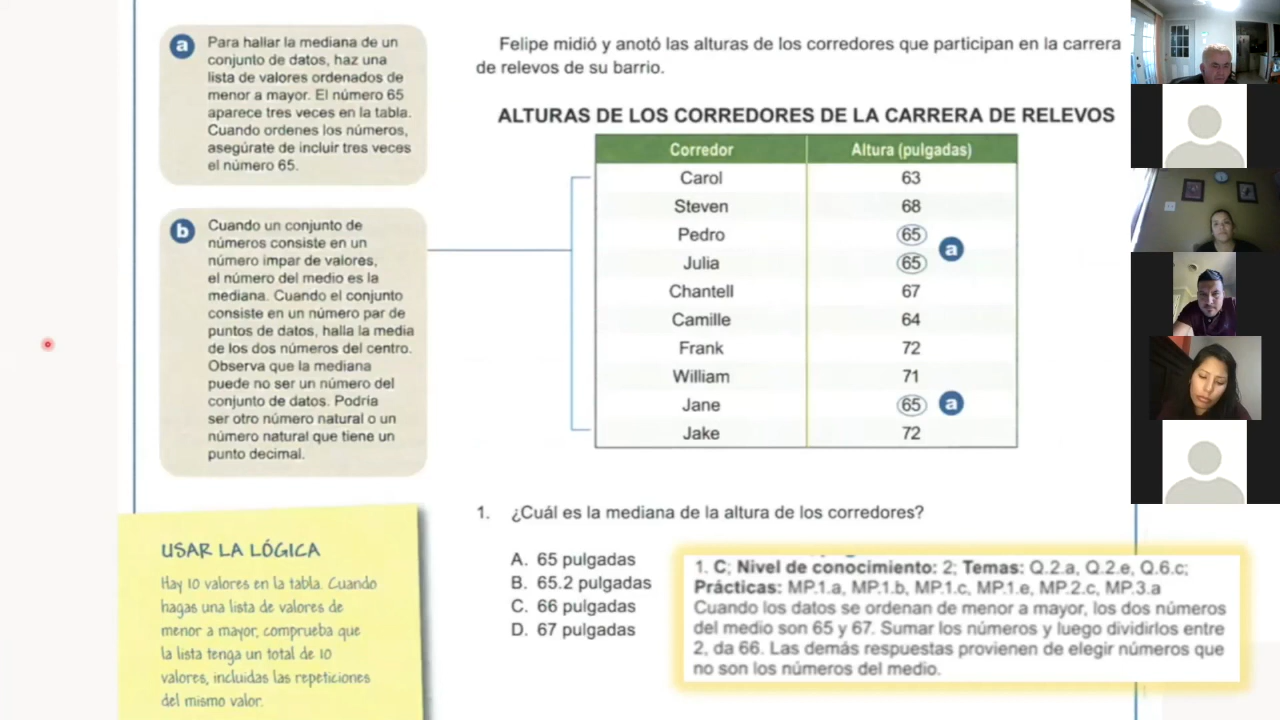 a
Para hallar la mediana de un
conjunto de datos, haz una
lista de valores ordenados de
menor a mayor. El número 65
aparece tres veces en la tabla.
Cuando ordenes los números,
asegúrate de incluir tres veces
el número 65.
b
Cuando un conjunto de
números consiste en un
número impar de valores,
el número del medio es la
mediana. Cuando el conjunto
consiste en un número par de
puntos de datos, halla la media
de los dos números del centro.
Observa que la mediana
puede no ser un número del
conjunto de datos. Podría
ser otro número natural o un
número natural que tiene un
punto decimal.
USAR LA LÓGICA
Hay 10 valores en la tabla. Cuando
hagas una lista de valores de
menor a mayor, comprueba que
la lista tenga un total de 10
valores, incluidas las repeticiones
del mismo valor.
Felipe midió y anotó las alturas de los corredores que participan en la carrera
de relevos de su barrio.
ALTURAS DE LOS CORREDORES DE LA CARRERA DE RELEVOS
Corredor Altura (pulgadas)
Carol 63
Steven 68
Pedro 65
a
Julia 65
Chantell 67
Camille 64
Frank 72
William 71
Jane 65 a
Jake 72
1. ¿Cuál es la mediana de la altura de los corredores?
A. 65 pulgadas
B. 65.2 pulgadas
C. 66 pulgadas
D. 67 pulgadas
1. C; Nivel de conocimiento: 2; Temas: Q.2.a, Q.2.e, Q.6.c;
Prácticas: MP.1.a, MP.1.b, MP.1.c, MP.1.e, MP.2.c, MP.3.a
Cuando los datos se ordenan de menor a mayor, los dos números
del medio son 65 y 67. Sumar los números y luego dividirlos entre
2, da 66. Las demás respuestas provienen de elegir números que
no son los números del medio.